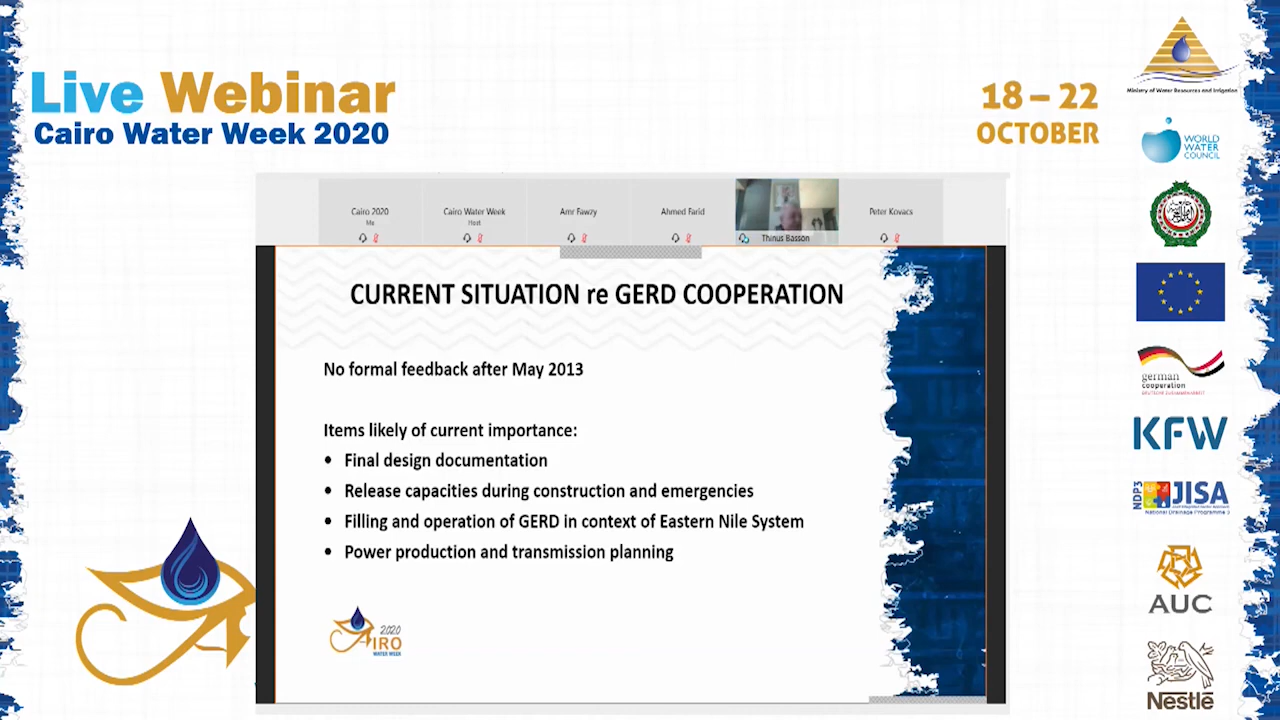 Live Webinar
Cairo Water Week 2020
18 – 22
OCTOBER
Ministry of Water Resources and Irrigation
WORLD
WATER
COUNCIL
german
cooperation
DEUTSCHE ZUSAMMENARBEIT
KFW
NDP3
JISA
National Drainage Programme 3
AUC
Nestlē
Cairo 2020
Me
Cairo Water Week
Host
Amr Fawzy
Ahmed Farid
Thinus Basson
Peter Kovacs
CURRENT SITUATION re GERD COOPERATION
No formal feedback after May 2013
Items likely of current importance:
• Final design documentation
• Release capacities during construction and emergencies
• Filling and operation of GERD in context of Eastern Nile System
• Power production and transmission planning
2020
CAIRO
WATER WEEK